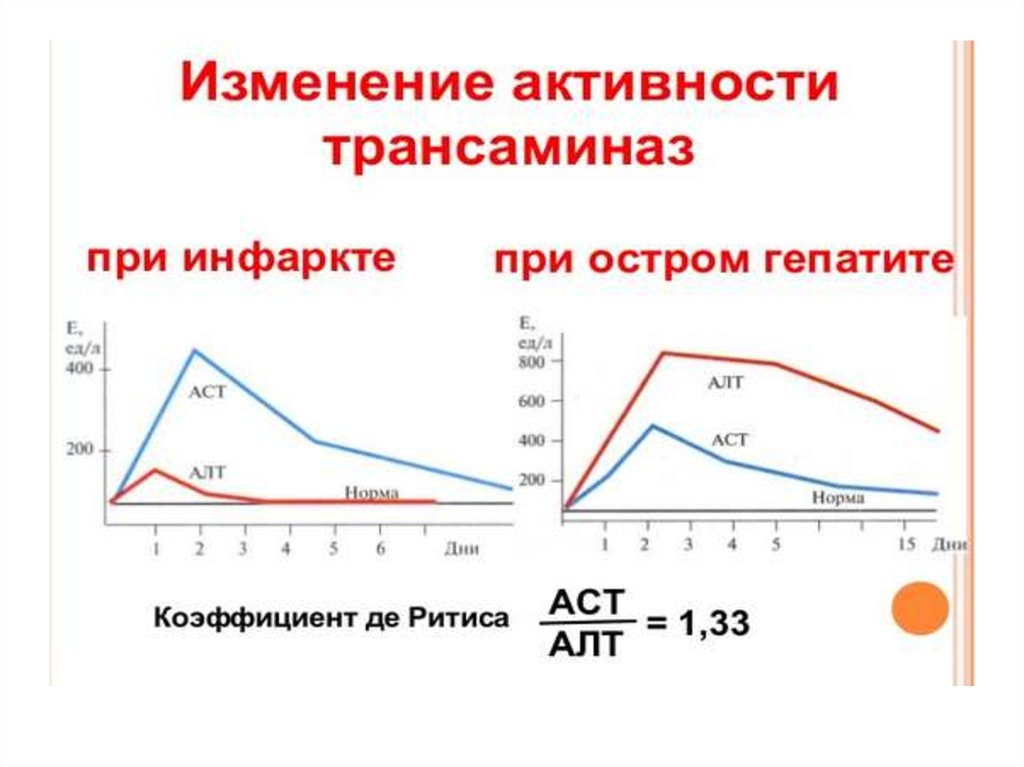 Изменение активности
трансаминаз
при инфаркте
при остром гепатите
Е,
ед/л
400
200
АСТ
АЛТ
Норма
1 2 3 4 5 6 Дни
Е,
ед/л
800
600
400
200
АЛТ
АСТ
Норма
1 2 3 4 5 15 Дни
Коэффициент де Ритиса
АСТ
АЛТ
= 1,33